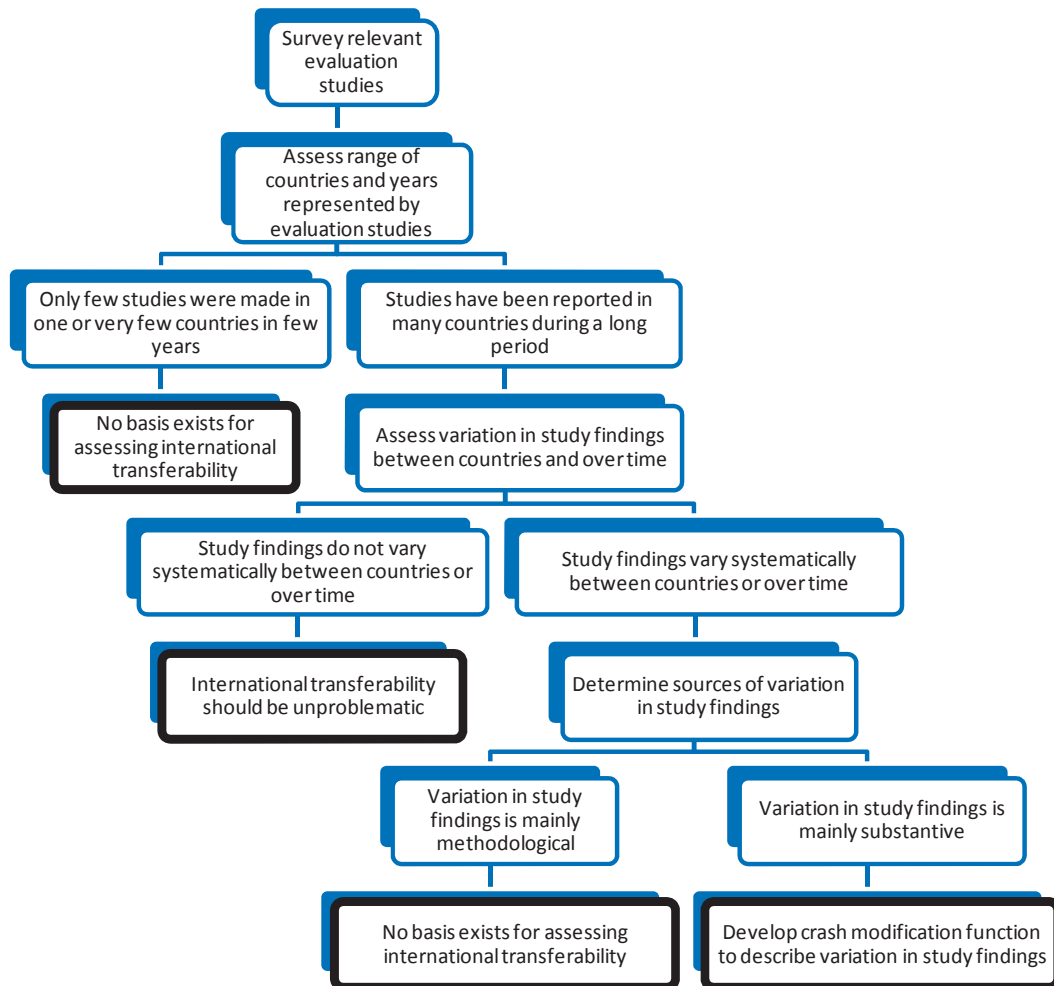 Survey relevant
evaluation
studies
Assess range of
countries and years
represented by
evaluation studies
Only few studies were made in
one or very few countries in few
years
Studies have been reported in
many countries during a long
period
No basis exists for
assessing international
transferability
Assess variation in study findings
between countries and over time
Study findings do not vary
systematically between countries or
over time
Study findings vary systematically
between countries or over time
International transferability
should be unproblematic
Determine sources of variation
in study findings
Variation in study
findings is mainly
methodological
Variation in study findings is
mainly substantive
No basis exists for assessing
international transferability
Develop crash modification function
to describe variation in study findings